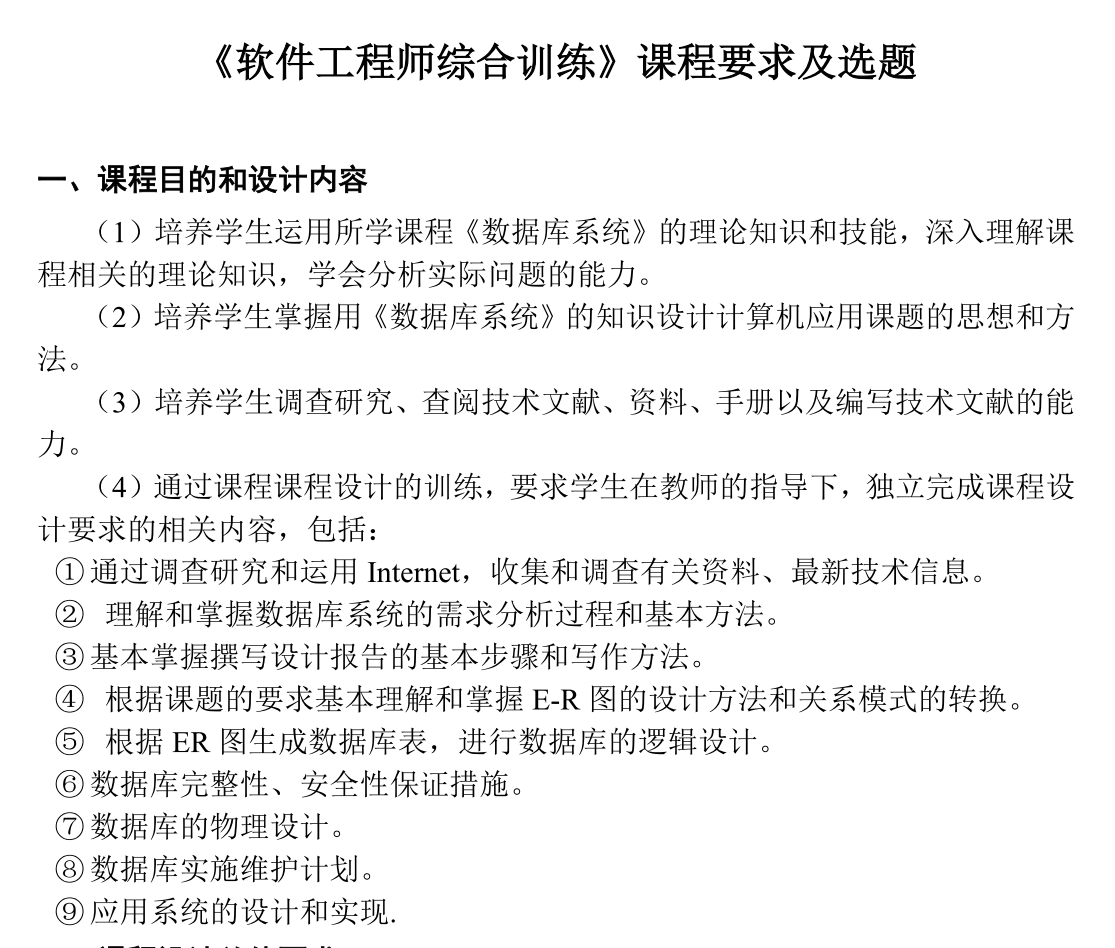 《软件工程师综合训练》课程要求及选题
一、课程目的和设计内容
（1）培养学生运用所学课程《数据库系统》的理论知识和技能，深入理解课
程相关的理论知识，学会分析实际问题的能力。
（2）培养学生掌握用《数据库系统》的知识设计计算机应用课题的思想和方
法。
（3）培养学生调查研究、查阅技术文献、资料、手册以及编写技术文献的能
力。
（4）通过课程课程设计的训练，要求学生在教师的指导下，独立完成课程设
计要求的相关内容，包括：
①通过调查研究和运用 Internet，收集和调查有关资料、最新技术信息。
② 理解和掌握数据库系统的需求分析过程和基本方法。
③基本掌握撰写设计报告的基本步骤和写作方法。
④ 根据课题的要求基本理解和掌握 E-R 图的设计方法和关系模式的转换。
⑤ 根据 ER 图生成数据库表，进行数据库的逻辑设计。
⑥数据库完整性、安全性保证措施。
⑦数据库的物理设计。
⑧数据库实施维护计划。
⑨应用系统的设计和实现.